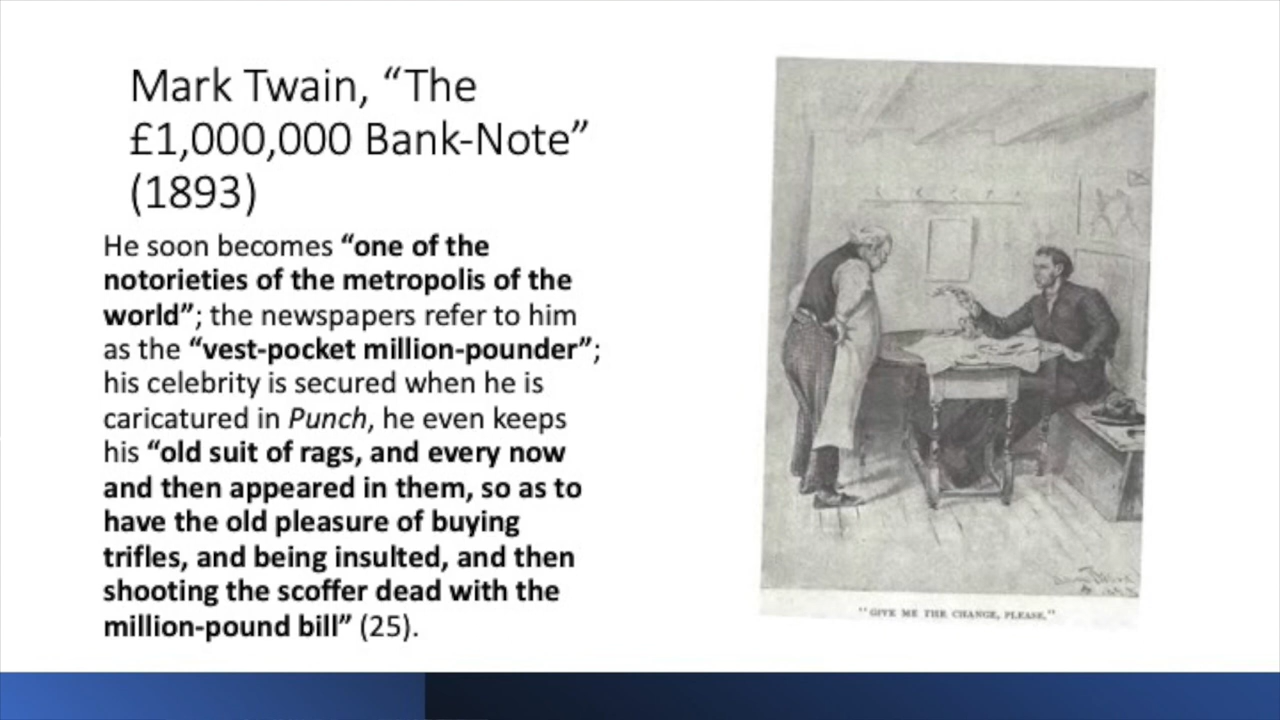 Mark Twain, “The
£1,000,000 Bank-Note”
(1893)
He soon becomes “one of the
notorieties of the metropolis of the
world”; the newspapers refer to him
as the “vest-pocket million-pounder”;
his celebrity is secured when he is
caricatured in Punch, he even keeps
his “old suit of rags, and every now
and then appeared in them, so as to
have the old pleasure of buying
trifles, and being insulted, and then
shooting the scoffer dead with the
million-pound bill” (25).
“GIVE ME THE CHANGE, PLEASE.”